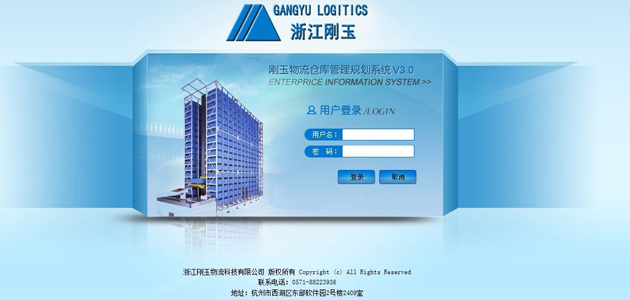 GANGYU LOGITICS
浙江刚玉
刚玉物流仓库管理规划系统 V3.0
ENTERPRICE INFORMATION SYSTEM >>
用户登录 /LOGIN
用户名：
密 码：
登录 取消
浙江刚玉物流科技有限公司 版权所有 Copyright (c) All Rights Reserved
联系电话：0571-88223936
地址：杭州市西湖区东部软件园2号楼2409室